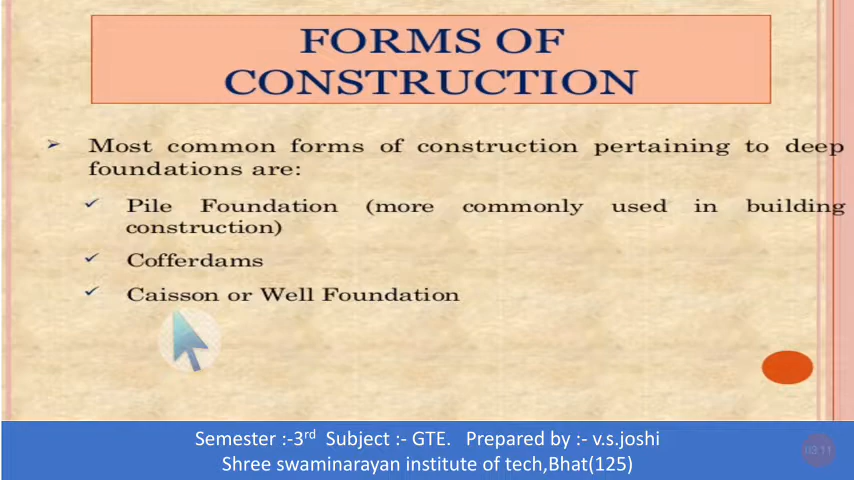 FORMS OF
CONSTRUCTION
Most common forms of construction pertaining to deep
foundations are:
Pile Foundation (more commonly used in building
construction)
Cofferdams
Caisson or Well Foundation
Semester :-3rd Subject :- GTE. Prepared by :- v.s.joshi
Shree swaminarayan institute of tech,Bhat(125)
03:11